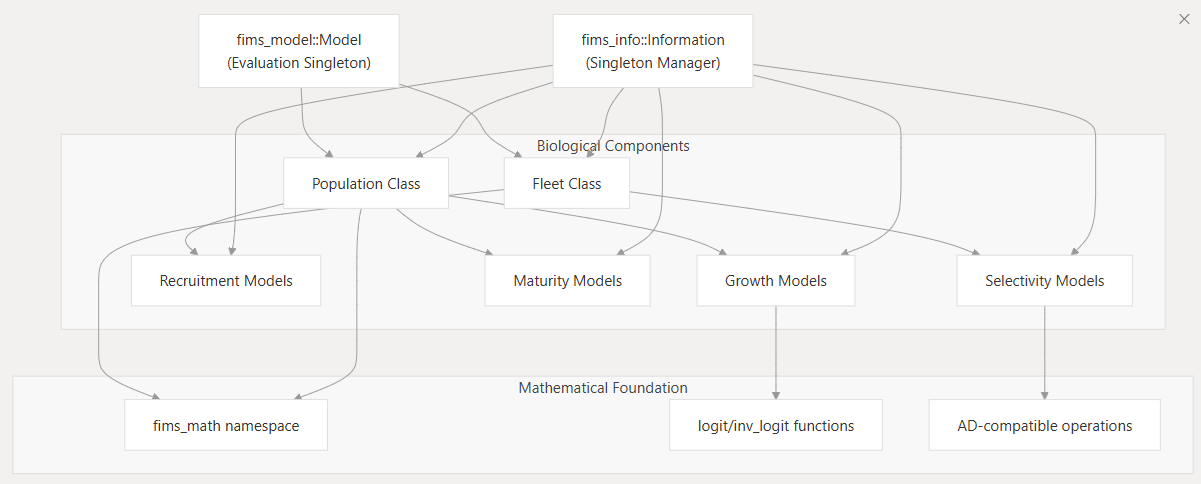 fims_model::Model
(Evaluation Singleton)
fims_info::Information
(Singleton Manager)
Biological Components
Population Class
Fleet Class
Recruitment Models
Maturity Models
Growth Models
Selectivity Models
Mathematical Foundation
fims_math namespace
logit/inv_logit functions
AD-compatible operations